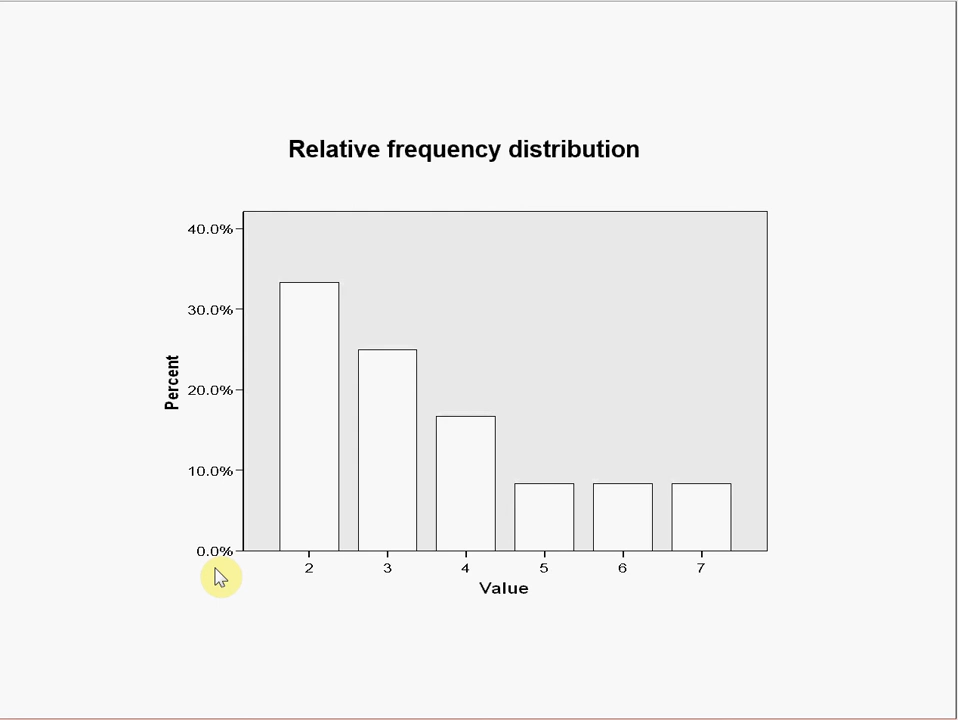 Relative frequency distribution
40.0%
30.0%
20.0%
10.0%
0.0%
Percent
2 3 4 5 6 7
Value